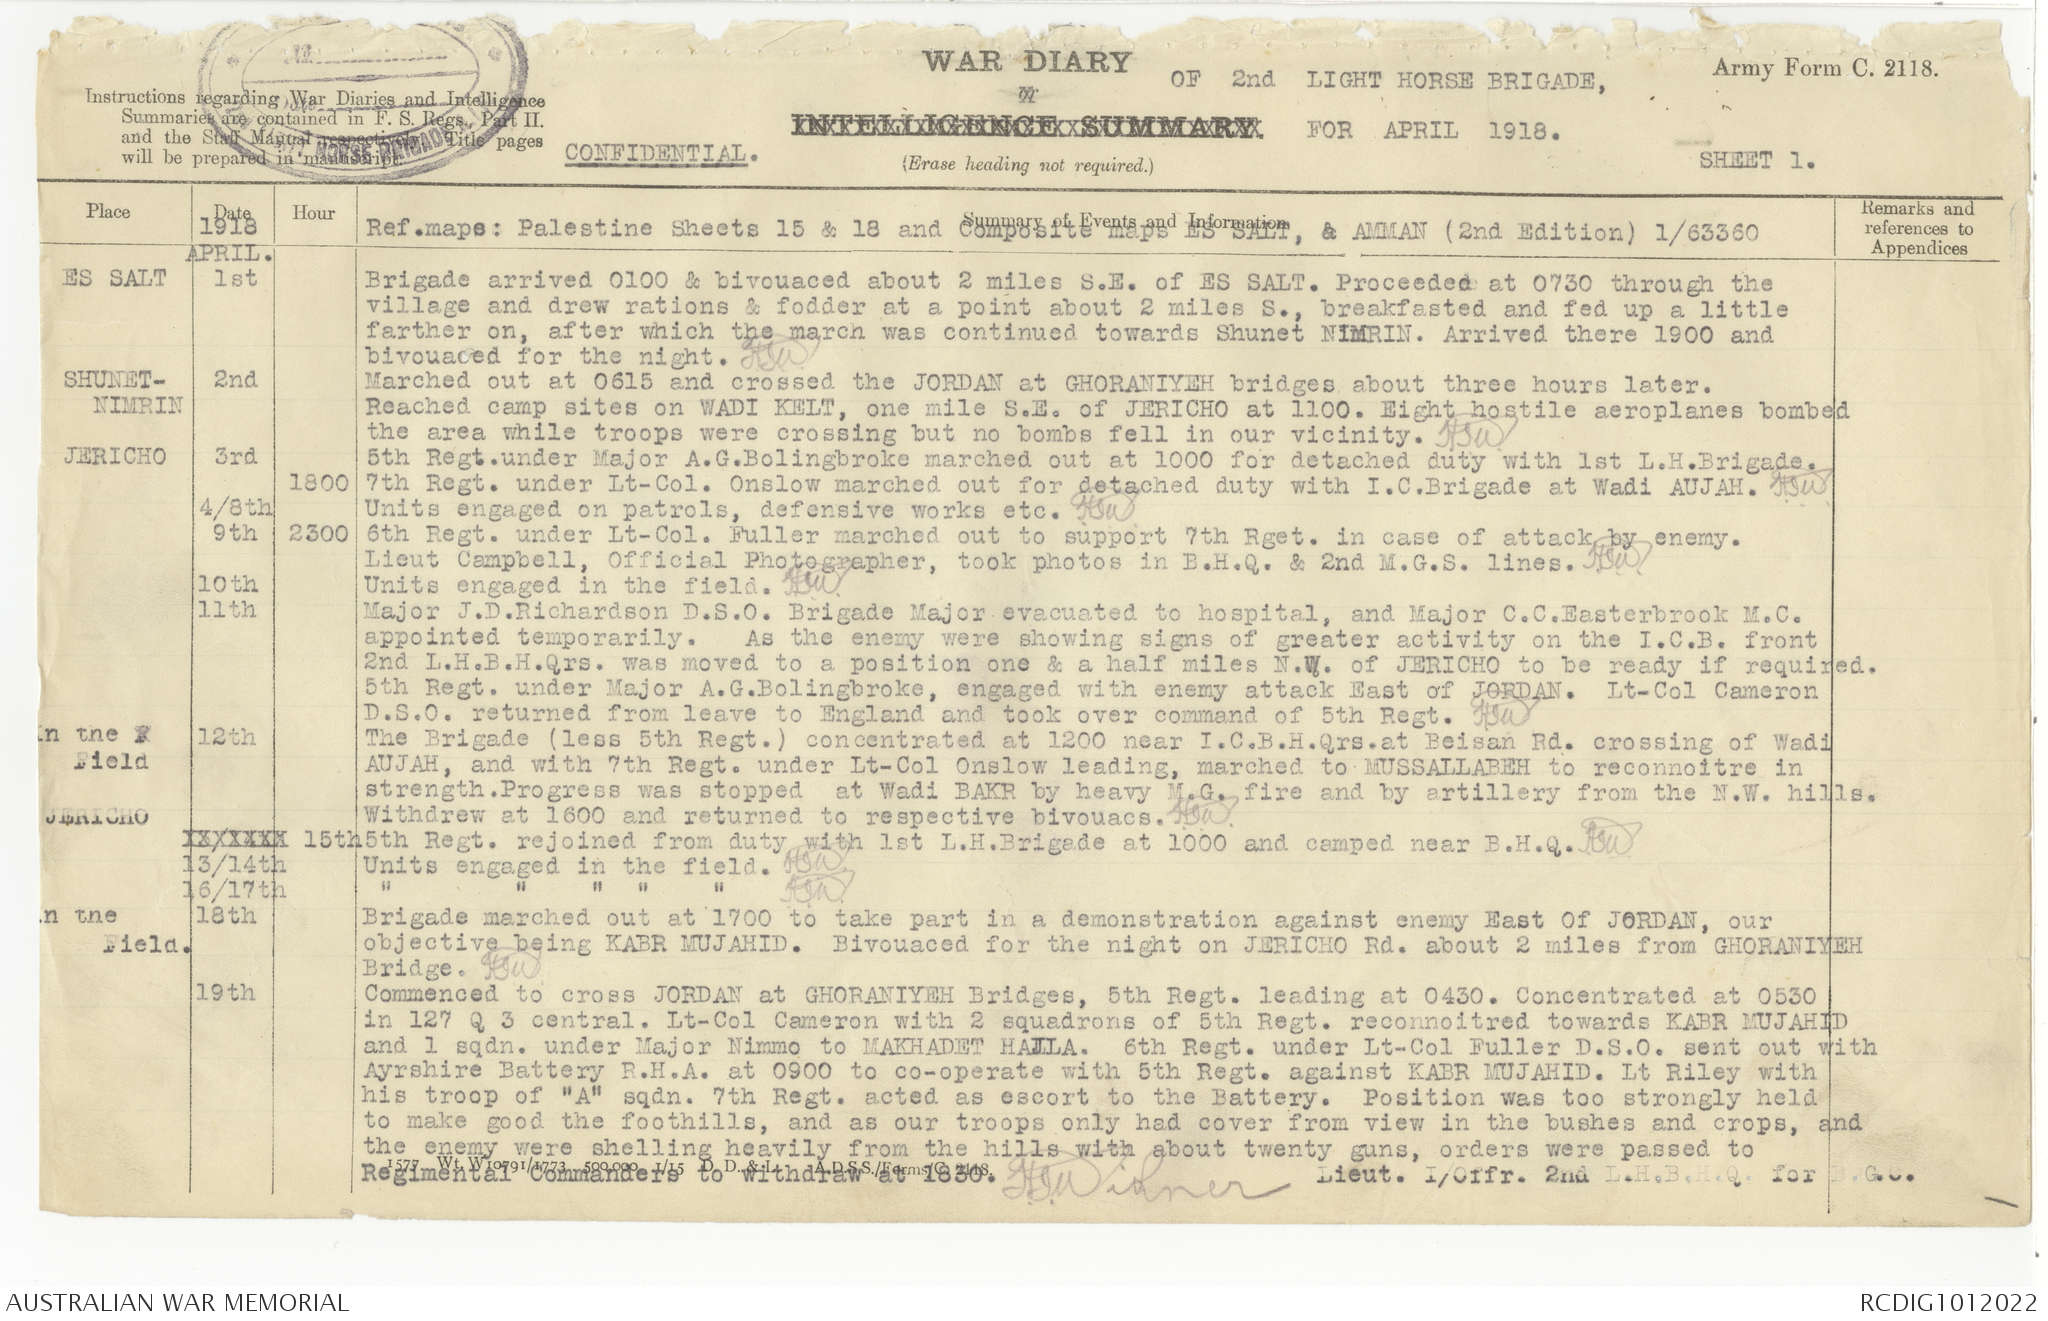 WAR DIARY
OF 2nd LIGHT HORSE BRIGADE,
Army Form C. 2118.
Instructions regarding War Diaries and Intelligence
Summaries are contained in F. S. Regs., Part II.
and the Staff Manual respectively. Title pages
will be prepared in manuscript.
HORSE BRIGADE
INTELLIGENCE SUMMARY.
FOR APRIL 1918.
CONFIDENTIAL.
(Erase heading not required.)
SHEET 1.
Place Date Hour Summary of Events and Information Remarks and references to Appendices
1918 Ref.maps: Palestine Sheets 15 & 18 and Composite maps ES SALT, & AMMAN (2nd Edition) 1/63360
APRIL.
ES SALT 1st Brigade arrived 0100 & bivouaced about 2 miles S.E. of ES SALT. Proceeded at 0730 through the
village and drew rations & fodder at a point about 2 miles S., breakfasted and fed up a little
farther on, after which the march was continued towards Shunet NIMRIN. Arrived there 1900 and
bivouaced for the night. HJW
SHUNET- 2nd Marched out at 0615 and crossed the JORDAN at GHORANIYEH bridges about three hours later.
NIMRIN Reached camp sites on WADI KELT, one mile S.E. of JERICHO at 1100. Eight hostile aeroplanes bombed
the area while troops were crossing but no bombs fell in our vicinity. HJW
JERICHO 3rd 5th Regt.under Major A.G.Bolingbroke marched out at 1000 for detached duty with 1st L.H.Brigade.
1800 7th Regt. under Lt-Col. Onslow marched out for detached duty with I.C.Brigade at Wadi AUJAH. HJW
4/8th Units engaged on patrols, defensive works etc. HJW
9th 2300 6th Regt. under Lt-Col. Fuller marched out to support 7th Rget. in case of attack by enemy.
Lieut Campbell, Official Photographer, took photos in B.H.Q. & 2nd M.G.S. lines. HJW
10th Units engaged in the field. HJW
11th Major J.D.Richardson D.S.O. Brigade Major evacuated to hospital, and Major C.C.Easterbrook M.C.
appointed temporarily. As the enemy were showing signs of greater activity on the I.C.B. front
2nd L.H.B.H.Qrs. was moved to a position one & a half miles N.W. of JERICHO to be ready if required.
5th Regt. under Major A.G.Bolingbroke, engaged with enemy attack East of JORDAN. Lt-Col Cameron
D.S.O. returned from leave to England and took over command of 5th Regt. HJW
In the F 12th The Brigade (less 5th Regt.) concentrated at 1200 near I.C.B.H.Qrs.at Beisan Rd. crossing of Wadi
Field AUJAH, and with 7th Regt. under Lt-Col Onslow leading, marched to MUSSALLABEH to reconnoitre in
strength.Progress was stopped at Wadi BAKR by heavy M.G. fire and by artillery from the N.W. hills.
JERICHO Withdrew at 1600 and returned to respective bivouacs. HJW
XX/XXXX 15th 5th Regt. rejoined from duty with 1st L.H.Brigade at 1000 and camped near B.H.Q. HJW
13/14th Units engaged in the field. HJW
16/17th " " " " " HJW
In the 18th Brigade marched out at 1700 to take part in a demonstration against enemy East Of JORDAN, our
Field. objective being KABR MUJAHID. Bivouaced for the night on JERICHO Rd. about 2 miles from GHORANIYEH
Bridge. HJW
19th Commenced to cross JORDAN at GHORANIYEH Bridges, 5th Regt. leading at 0430. Concentrated at 0530
in 127 Q 3 central. Lt-Col Cameron with 2 squadrons of 5th Regt. reconnoitred towards KABR MUJAHID
and 1 sqdn. under Major Nimmo to MAKHADET HAJLA. 6th Regt. under Lt-Col Fuller D.S.O. sent out with
Ayrshire Battery R.H.A. at 0900 to co-operate with 5th Regt. against KABR MUJAHID. Lt Riley with
his troop of "A" sqdn. 7th Regt. acted as escort to the Battery. Position was too strongly held
to make good the foothills, and as our troops only had cover from view in the bushes and crops, and
the enemy were shelling heavily from the hills with about twenty guns, orders were passed to
Regimental Commanders to withdraw at 1830. Lieut. I/Offr. 2nd L.H.B.H.Q. for B.G.C.
1577 Wt. W10791/1773 500,000 1/15 D. D. & L. A.D.S.S./Forms/C. 2118.
AUSTRALIAN WAR MEMORIAL
RCDIG1012022